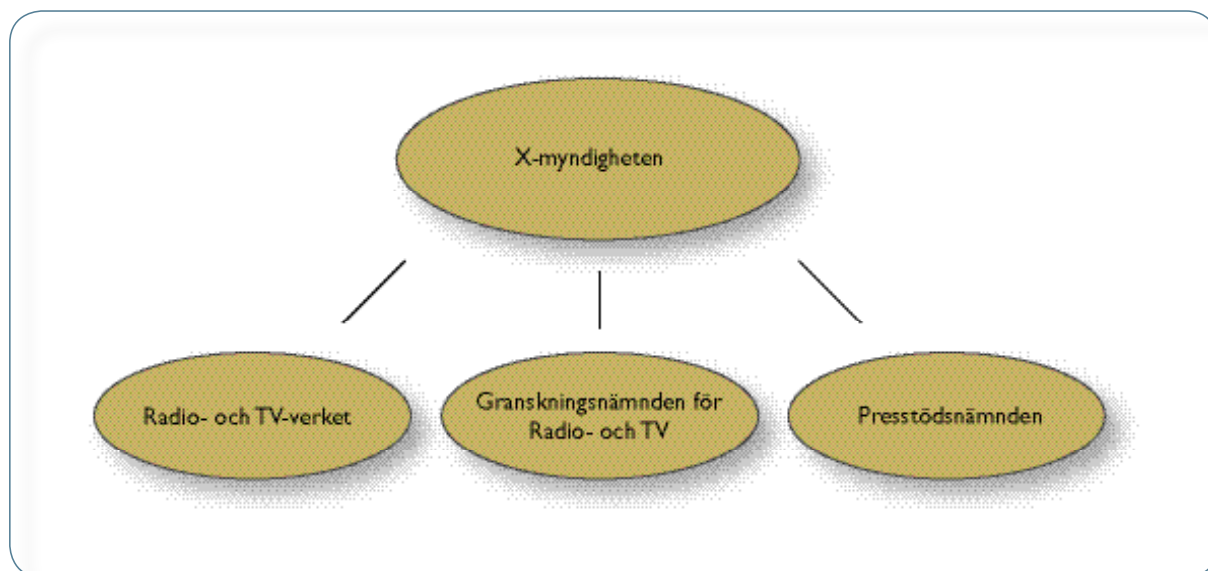 X-myndigheten
Radio- och TV-verket
Granskningsnämnden för
Radio- och TV
Presstödsnämnden